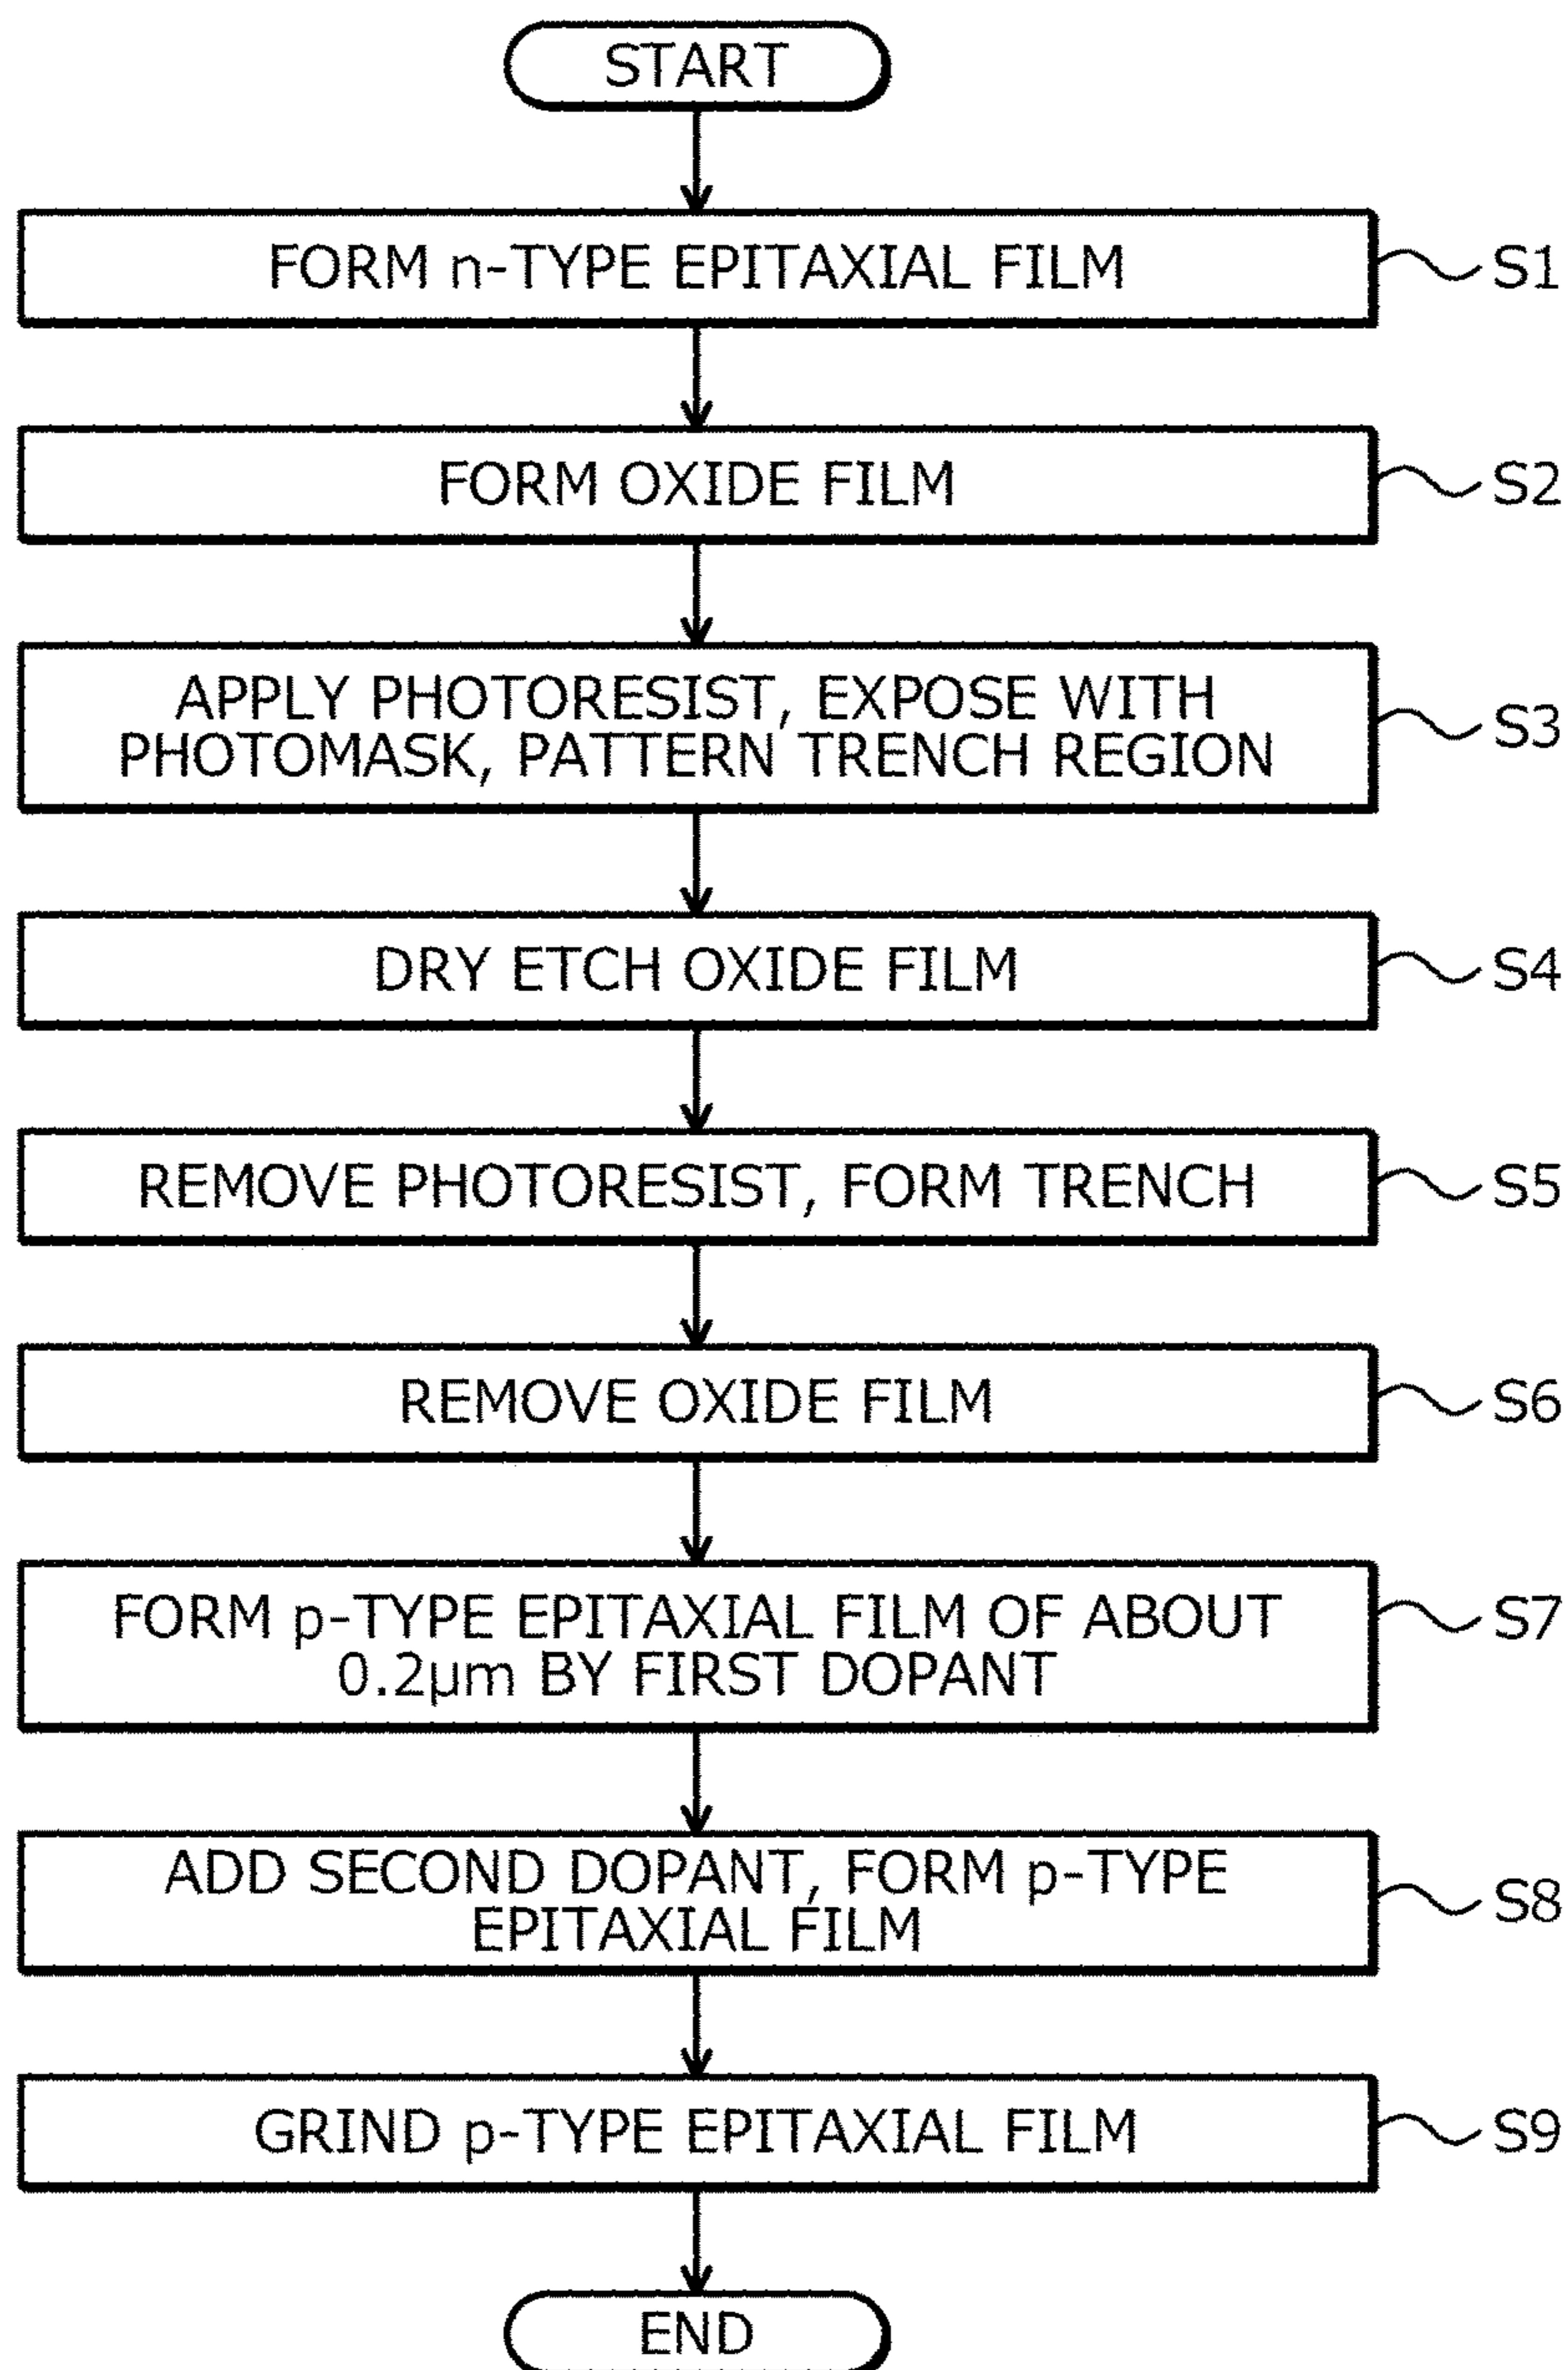 START
FORM n-TYPE EPITAXIAL FILM
S1
FORM OXIDE FILM
S2
APPLY PHOTORESIST, EXPOSE WITH
PHOTOMASK, PATTERN TRENCH REGION
S3
DRY ETCH OXIDE FILM
S4
REMOVE PHOTORESIST, FORM TRENCH
S5
REMOVE OXIDE FILM
S6
FORM p-TYPE EPITAXIAL FILM OF ABOUT
0.2μm BY FIRST DOPANT
S7
ADD SECOND DOPANT, FORM p-TYPE
EPITAXIAL FILM
S8
GRIND p-TYPE EPITAXIAL FILM
S9
END